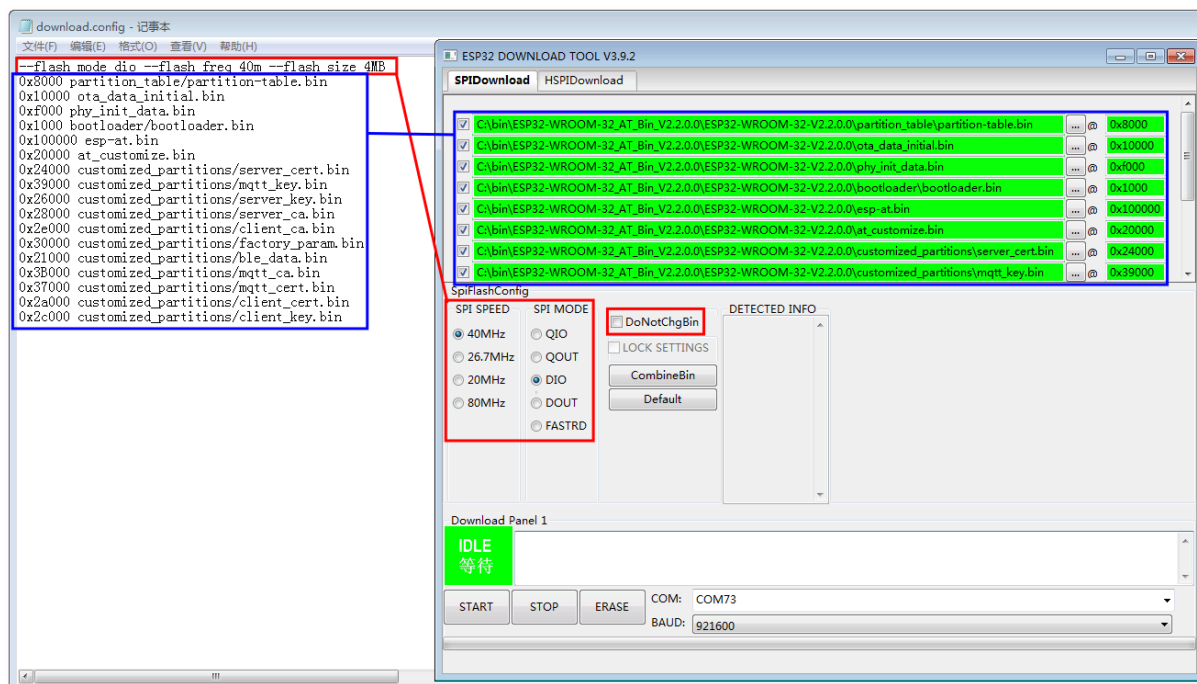 download.config - 记事本
文件(F) 编辑(E) 格式(O) 查看(V) 帮助(H)
--flash_mode dio --flash_freq 40m --flash_size 4MB
0x8000 partition_table/partition-table.bin
0x10000 ota_data_initial.bin
0xf000 phy_init_data.bin
0x1000 bootloader/bootloader.bin
0x100000 esp-at.bin
0x20000 at_customize.bin
0x24000 customized_partitions/server_cert.bin
0x39000 customized_partitions/mqtt_key.bin
0x26000 customized_partitions/server_key.bin
0x28000 customized_partitions/server_ca.bin
0x2e000 customized_partitions/client_ca.bin
0x30000 customized_partitions/factory_param.bin
0x21000 customized_partitions/ble_data.bin
0x3B000 customized_partitions/mqtt_ca.bin
0x37000 customized_partitions/mqtt_cert.bin
0x2a000 customized_partitions/client_cert.bin
0x2c000 customized_partitions/client_key.bin
ESP32 DOWNLOAD TOOL V3.9.2
SPIDownload HSPIDownload
C:\bin\ESP32-WROOM-32_AT_Bin_V2.2.0.0\ESP32-WROOM-32-V2.2.0.0\partition_table\partition-table.bin ... @ 0x8000
C:\bin\ESP32-WROOM-32_AT_Bin_V2.2.0.0\ESP32-WROOM-32-V2.2.0.0\ota_data_initial.bin ... @ 0x10000
C:\bin\ESP32-WROOM-32_AT_Bin_V2.2.0.0\ESP32-WROOM-32-V2.2.0.0\phy_init_data.bin ... @ 0xf000
C:\bin\ESP32-WROOM-32_AT_Bin_V2.2.0.0\ESP32-WROOM-32-V2.2.0.0\bootloader\bootloader.bin ... @ 0x1000
C:\bin\ESP32-WROOM-32_AT_Bin_V2.2.0.0\ESP32-WROOM-32-V2.2.0.0\esp-at.bin ... @ 0x100000
C:\bin\ESP32-WROOM-32_AT_Bin_V2.2.0.0\ESP32-WROOM-32-V2.2.0.0\at_customize.bin ... @ 0x20000
C:\bin\ESP32-WROOM-32_AT_Bin_V2.2.0.0\ESP32-WROOM-32-V2.2.0.0\customized_partitions\server_cert.bin ... @ 0x24000
C:\bin\ESP32-WROOM-32_AT_Bin_V2.2.0.0\ESP32-WROOM-32-V2.2.0.0\customized_partitions\mqtt_key.bin ... @ 0x39000
SpiFlashConfig
SPI SPEED
40MHz
26.7MHz
20MHz
80MHz
SPI MODE
QIO
QOUT
DIO
DOUT
FASTRD
DoNotChgBin
LOCK SETTINGS
CombineBin
Default
DETECTED INFO
Download Panel 1
IDLE
等待
START STOP ERASE
COM: COM73
BAUD: 921600